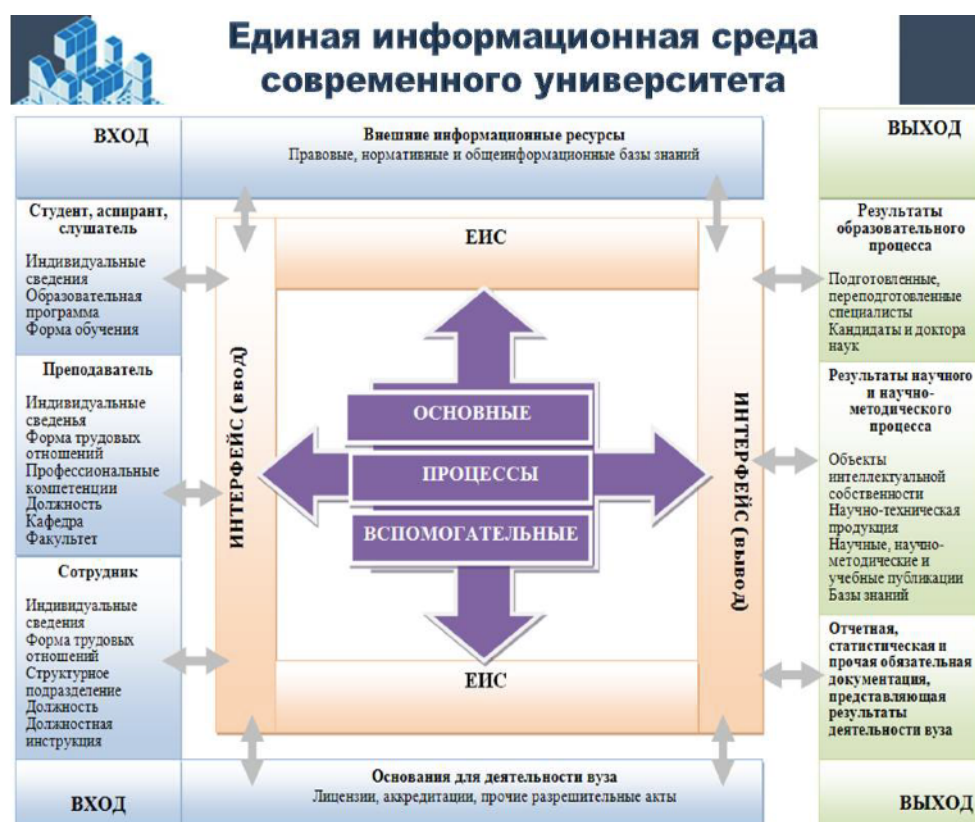 Единая информационная среда
современного университета
ВХОД
Внешние информационные ресурсы
Правовые, нормативные и общеинформационные базы знаний
ВЫХОД
Студент, аспирант,
слушатель
Индивидуальные
сведения
Образовательная
программа
Форма обучения
Преподаватель
Индивидуальные
сведенья
Форма трудовых
отношений
Профессиональные
компетенции
Должность
Кафедра
Факультет
Сотрудник
Индивидуальные
сведения
Форма трудовых
отношений
Структурное
подразделение
Должность
Должностная
инструкция
ВХОД
ИНТЕРФЕЙС (ввод)
ЕИС
ОСНОВНЫЕ
ПРОЦЕССЫ
ВСПОМОГАТЕЛЬНЫЕ
ЕИС
ИНТЕРФЕЙС (вывод)
Основания для деятельности вуза
Лицензии, аккредитации, прочие разрешительные акты
Результаты
образовательного
процесса
Подготовленные,
переподготовленные
специалисты
Кандидаты и доктора
наук
Результаты научного
и научно-
методического
процесса
Объекты
интеллектуальной
собственности
Научно-техническая
продукция
Научные, научно-
методические и
учебные публикации
Базы знаний
Отчетная,
статистическая и
прочая обязательная
документация,
представляющая
результаты
деятельности вуза
ВЫХОД